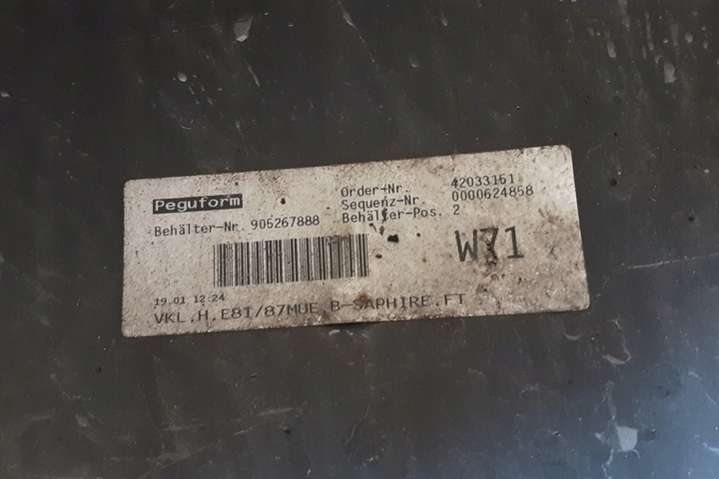 Peguform
Order-Nr. 42033161
Sequenz-Nr. 0000624858
Behälter-Nr. 905267888
Behälter-Pos. 2
W71
19.01 12:24
VKL.H.E81/87MUE.B-SAPHIRE.FT